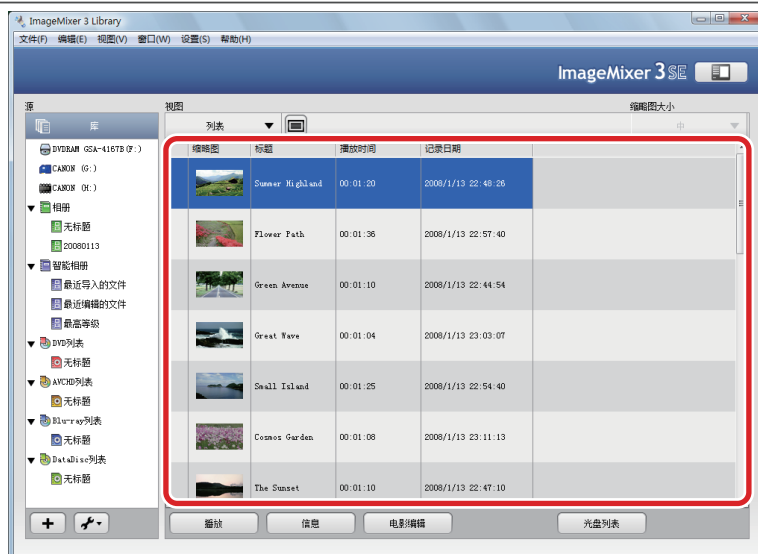 ImageMixer 3 Library
文件(F) 编辑(E) 视图(V) 窗口(W) 设置(S) 帮助(H)
ImageMixer 3 SE
源 视图 缩略图大小
库 列表 中
DVDRAM GSA-4167B(F:)
CANON (G:)
CANON (H:)
相册
无标题
20080113
智能相册
最近导入的文件
最近编辑的文件
最高等级
DVD列表
无标题
AVCHD列表
无标题
Blu-ray列表
无标题
DataDisc列表
无标题
缩略图 标题 播放时间 记录日期
Summer Highland 00:01:20 2008/1/13 22:48:26
Flower Path 00:01:36 2008/1/13 22:57:40
Green Avenue 00:01:10 2008/1/13 22:44:54
Great Wave 00:01:04 2008/1/13 23:03:07
Small Island 00:01:25 2008/1/13 22:54:40
Cosmos Garden 00:01:08 2008/1/13 23:11:13
The Sunset 00:01:10 2008/1/13 22:47:10
播放 信息 电影编辑 光盘列表